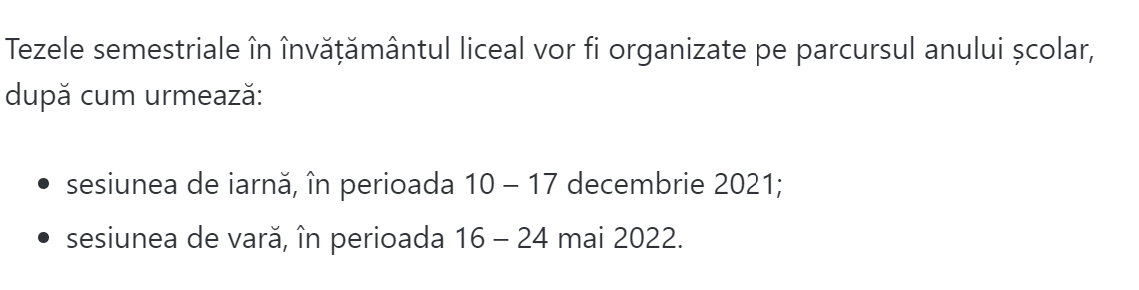 Tezele semestriale în învățământul liceal vor fi organizate pe parcursul anului școlar,
după cum urmează:
• sesiunea de iarnă, în perioada 10 – 17 decembrie 2021;
• sesiunea de vară, în perioada 16 – 24 mai 2022.